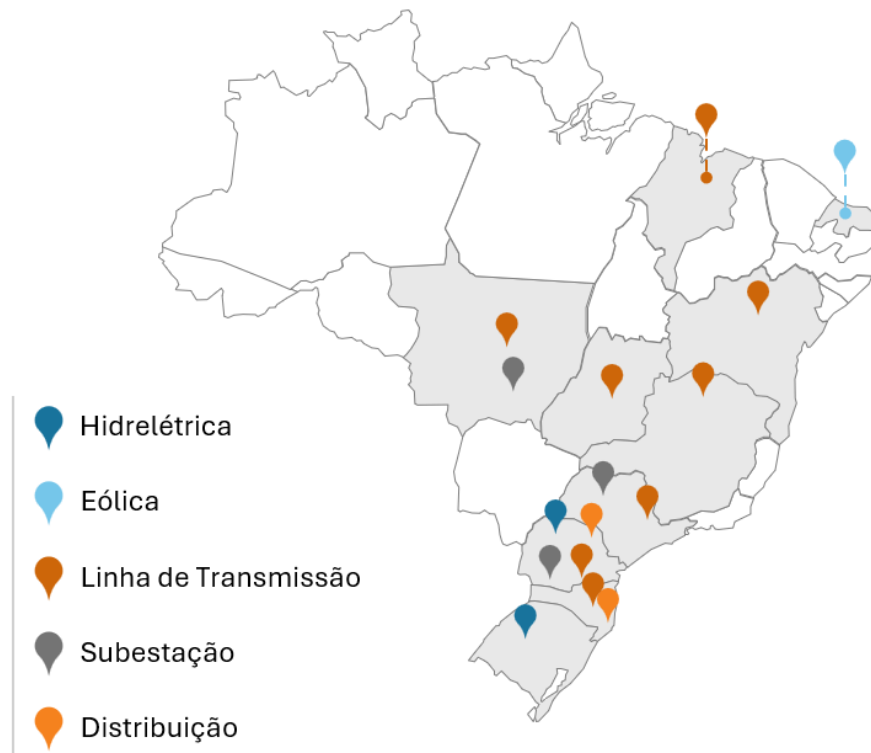 Hidrelétrica
Eólica
Linha de Transmissão
Subestação
Distribuição